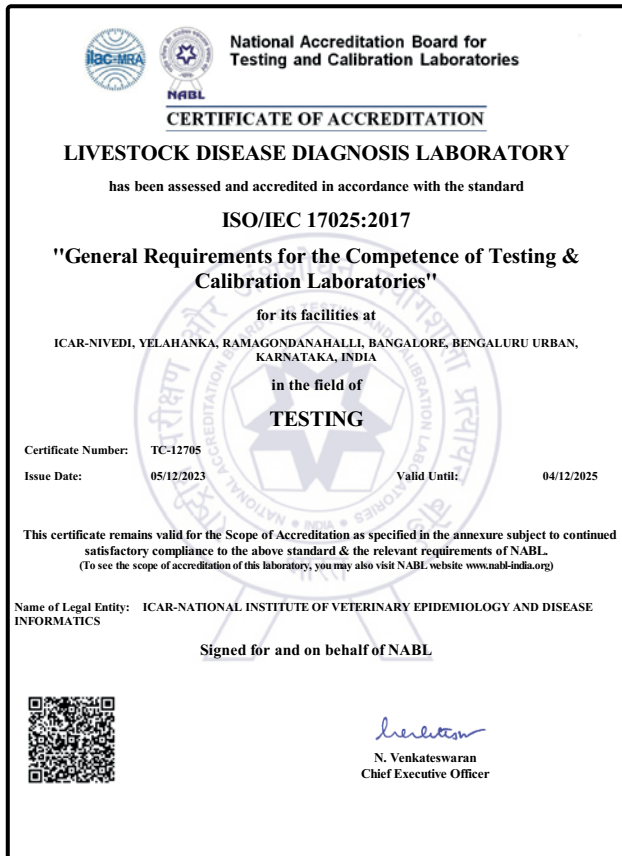 ilac-MRA
NABL
National Accreditation Board for
Testing and Calibration Laboratories
CERTIFICATE OF ACCREDITATION
LIVESTOCK DISEASE DIAGNOSIS LABORATORY
has been assessed and accredited in accordance with the standard
ISO/IEC 17025:2017
"General Requirements for the Competence of Testing &
Calibration Laboratories"
for its facilities at
ICAR-NIVEDI, YELAHANKA, RAMAGONDANAHALLI, BANGALORE, BENGALURU URBAN,
KARNATAKA, INDIA
in the field of
TESTING
Certificate Number: TC-12705
Issue Date: 05/12/2023 Valid Until: 04/12/2025
This certificate remains valid for the Scope of Accreditation as specified in the annexure subject to continued
satisfactory compliance to the above standard & the relevant requirements of NABL.
(To see the scope of accreditation of this laboratory, you may also visit NABL website www.nabl-india.org)
Name of Legal Entity: ICAR-NATIONAL INSTITUTE OF VETERINARY EPIDEMIOLOGY AND DISEASE
INFORMATICS
Signed for and on behalf of NABL
N. Venkateswaran
Chief Executive Officer